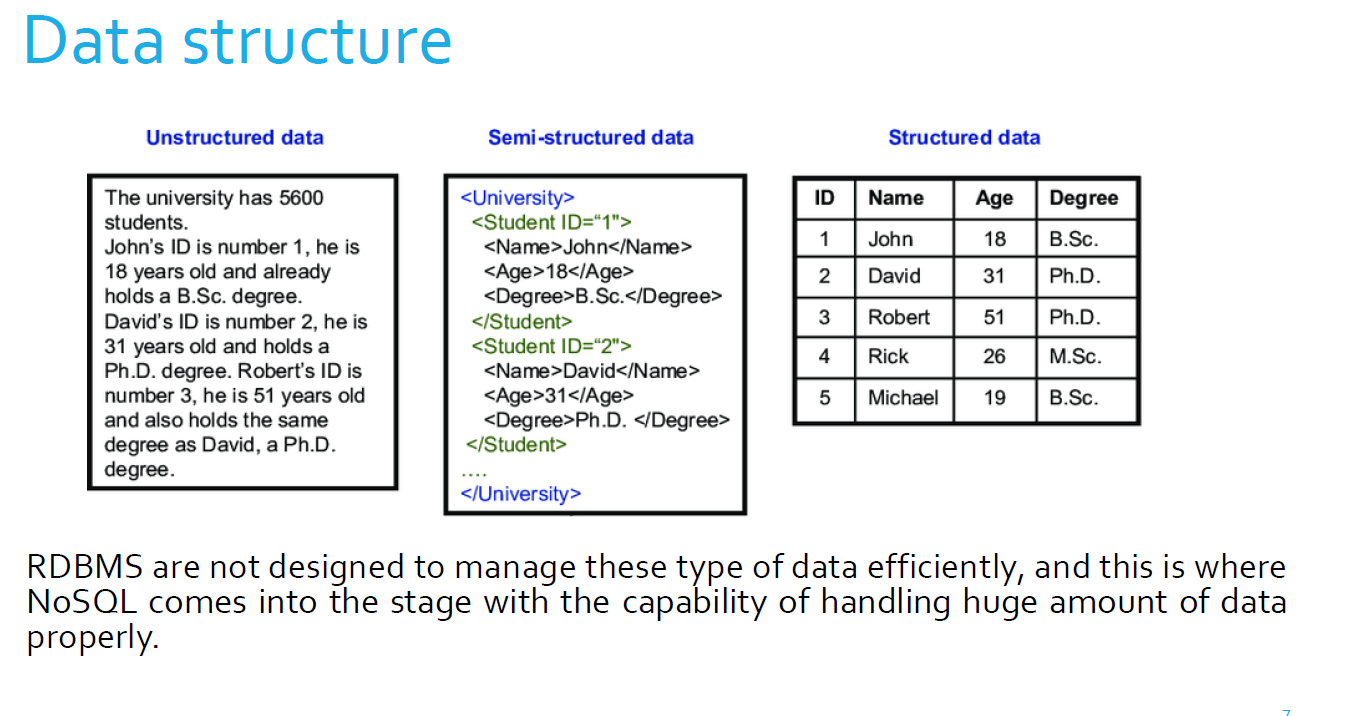 Data structure
Unstructured data
The university has 5600
students.
John's ID is number 1, he is
18 years old and already
holds a B.Sc. degree.
David's ID is number 2, he is
31 years old and holds a
Ph.D. degree. Robert's ID is
number 3, he is 51 years old
and also holds the same
degree as David, a Ph.D.
degree.
Semi-structured data
<University>
<Student ID=“1">
<Name>John</Name>
<Age>18</Age>
<Degree>B.Sc.</Degree>
</Student>
<Student ID=“2">
<Name>David</Name>
<Age>31</Age>
<Degree>Ph.D. </Degree>
</Student>
....
</University>
Structured data
ID Name Age Degree
1 John 18 B.Sc.
2 David 31 Ph.D.
3 Robert 51 Ph.D.
4 Rick 26 M.Sc.
5 Michael 19 B.Sc.
RDBMS are not designed to manage these type of data efficiently, and this is where
NoSQL comes into the stage with the capability of handling huge amount of data
properly.
7